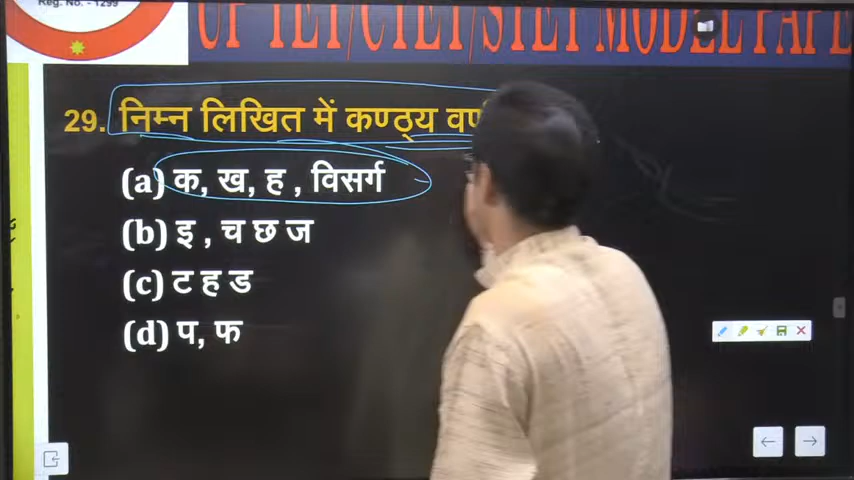 Reg. No. - 1299
UP TET/CTET/STET MODEL PAPE
29. निम्न लिखित में कण्ठ्य
(a) क, ख, ह , विसर्ग
(b) इ , च छ ज
(c) ट ह ड
(d) प, फ